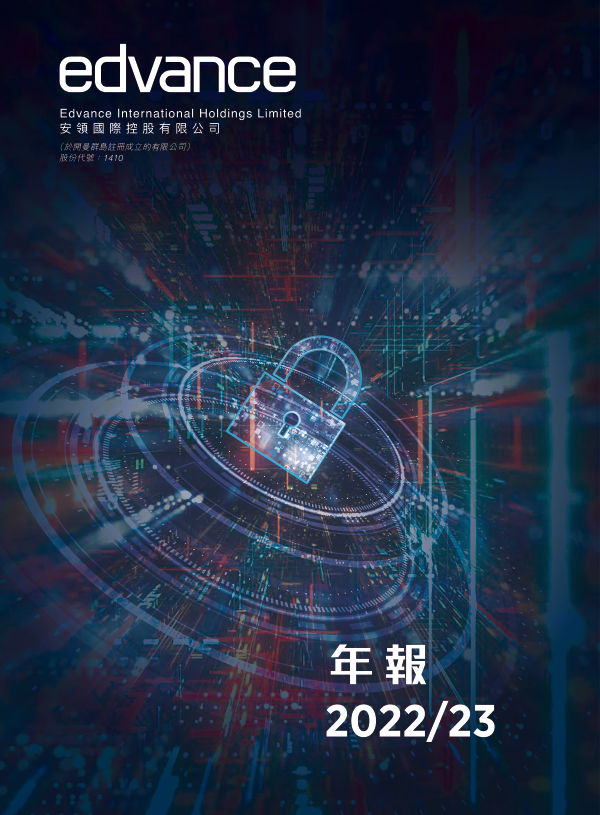 edvance
Edvance International Holdings Limited
安領國際控股有限公司
（於開曼群島註冊成立的有限公司）
股份代號：1410
年報
2022/23